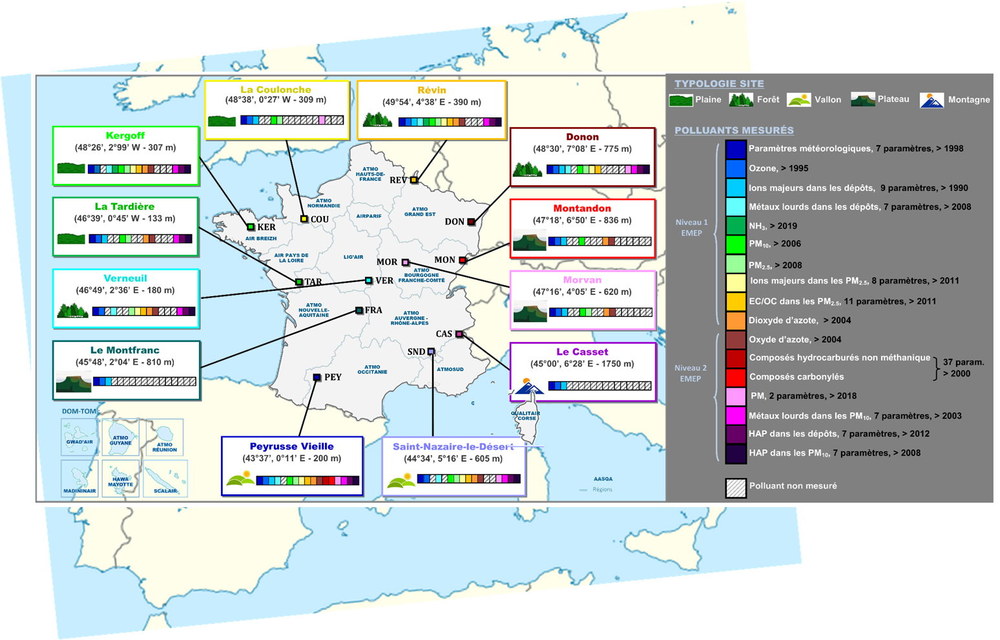 La Coulonche
(48°38’, 0°27’ W - 309 m)
Révin
(49°54’, 4°38’ E - 390 m)
Kergoff
(48°26’, 2°99’ W - 307 m)
Donon
(48°30’, 7°08’ E - 775 m)
La Tardière
(46°39’, 0°45’ W - 133 m)
Montandon
(47°18’, 6°50’ E - 836 m)
Verneuil
(46°49’, 2°36’ E - 180 m)
Morvan
(47°16’, 4°05’ E - 620 m)
Le Montfranc
(45°48’, 2°04’ E - 810 m)
Le Casset
(45°00’, 6°28’ E - 1750 m)
Peyrusse Vieille
(43°37’, 0°11’ E - 200 m)
Saint-Nazaire-le-Désert
(44°34’, 5°16’ E - 605 m)
ATMO
HAUTS-DE-
FRANCE
REV
ATMO
NORMANDIE
AIRPARIF
ATMO
GRAND EST
COU
DON
KER
AIR BREIZH
AIR PAYS DE
LA LOIRE
LIG'AIR
MOR
MON
ATMO
BOURGOGNE
FRANCHE-COMTÉ
TAR
VER
ATMO
NOUVELLE-
AQUITAINE
FRA
ATMO
AUVERGNE -
RHÔNE-ALPES
CAS
SND
ATMO
OCCITANIE
ATMOSUD
PEY
QUALITAIR
CORSE
DOM-TOM :
GWAD'AIR
ATMO
GUYANE
ATMO
RÉUNION
MADININAIR
HAWA
MAYOTTE
SCALAIR
AASQA
Régions
TYPOLOGIE SITE
Plaine
Forêt
Vallon
Plateau
Montagne
POLLUANTS MESURÉS
Paramètres météorologiques, 7 paramètres, > 1998
Ozone, > 1995
Ions majeurs dans les dépôts, 9 paramètres, > 1990
Métaux lourds dans les dépôts, 7 paramètres, > 2008
Niveau 1
EMEP
NH₃, > 2019
PM₁₀, > 2006
PM₂.₅, > 2008
Ions majeurs dans les PM₂.₅, 8 paramètres, > 2011
EC/OC dans les PM₂.₅, 11 paramètres, > 2011
Dioxyde d’azote, > 2004
Oxyde d’azote, > 2004
Composés hydrocarburés non méthanique
37 param.
> 2000
Niveau 2
EMEP
Composés carbonylés
PM, 2 paramètres, > 2018
Métaux lourds dans les PM₁₀, 7 paramètres, > 2003
HAP dans les dépôts, 7 paramètres, > 2012
HAP dans les PM₁₀, 7 paramètres, > 2008
Polluant non mesuré